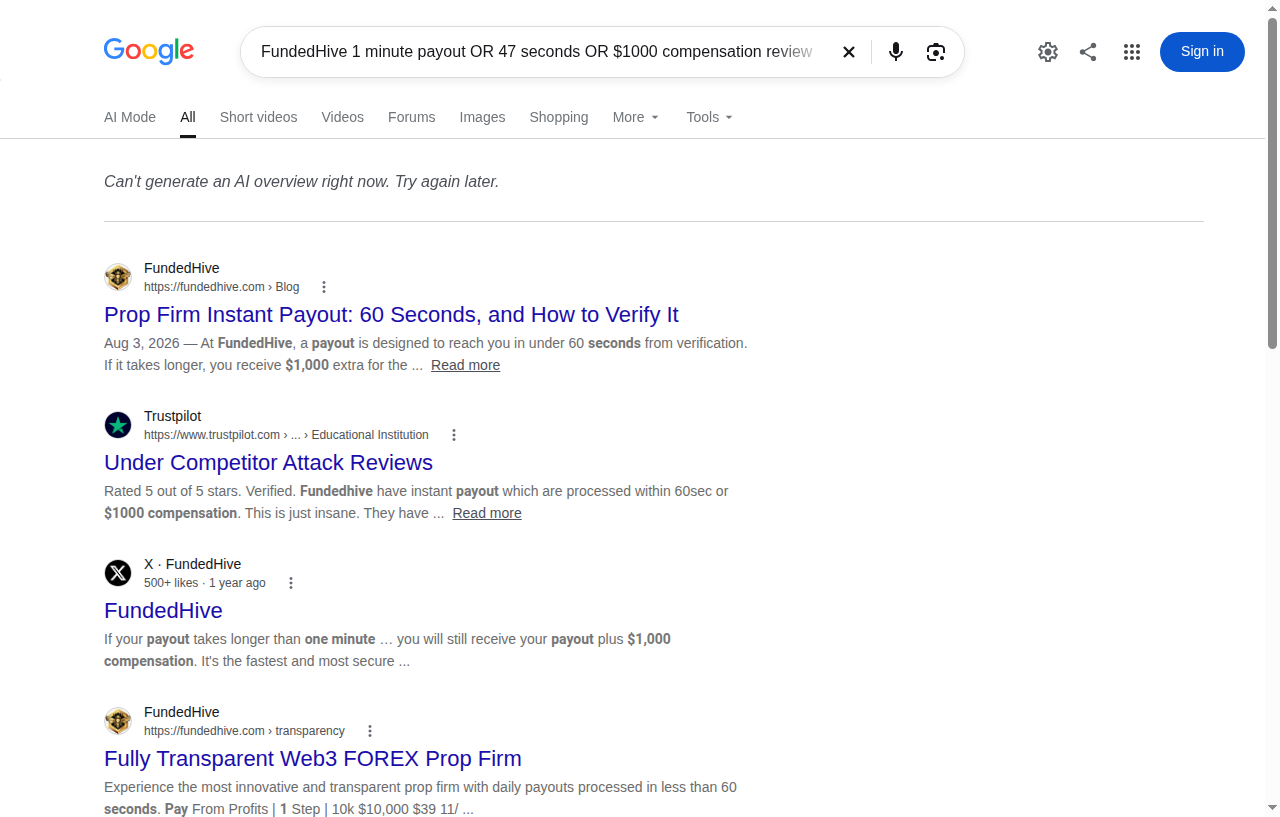 Google
FundedHive 1 minute payout OR 47 seconds OR $1000 compensation review
Sign in
AI Mode All Short videos Videos Forums Images Shopping More Tools
Can't generate an AI overview right now. Try again later.
FundedHive
https://fundedhive.com › Blog
Prop Firm Instant Payout: 60 Seconds, and How to Verify It
Aug 3, 2026 — At FundedHive, a payout is designed to reach you in under 60 seconds from verification.
If it takes longer, you receive $1,000 extra for the ... Read more
Trustpilot
https://www.trustpilot.com › ... › Educational Institution
Under Competitor Attack Reviews
Rated 5 out of 5 stars. Verified. Fundedhive have instant payout which are processed within 60sec or
$1000 compensation. This is just insane. They have ... Read more
X · FundedHive
500+ likes · 1 year ago
FundedHive
If your payout takes longer than one minute … you will still receive your payout plus $1,000
compensation. It's the fastest and most secure ...
FundedHive
https://fundedhive.com › transparency
Fully Transparent Web3 FOREX Prop Firm
Experience the most innovative and transparent prop firm with daily payouts processed in less than 60
seconds. Pay From Profits | 1 Step | 10k $10,000 $39 11/ ...